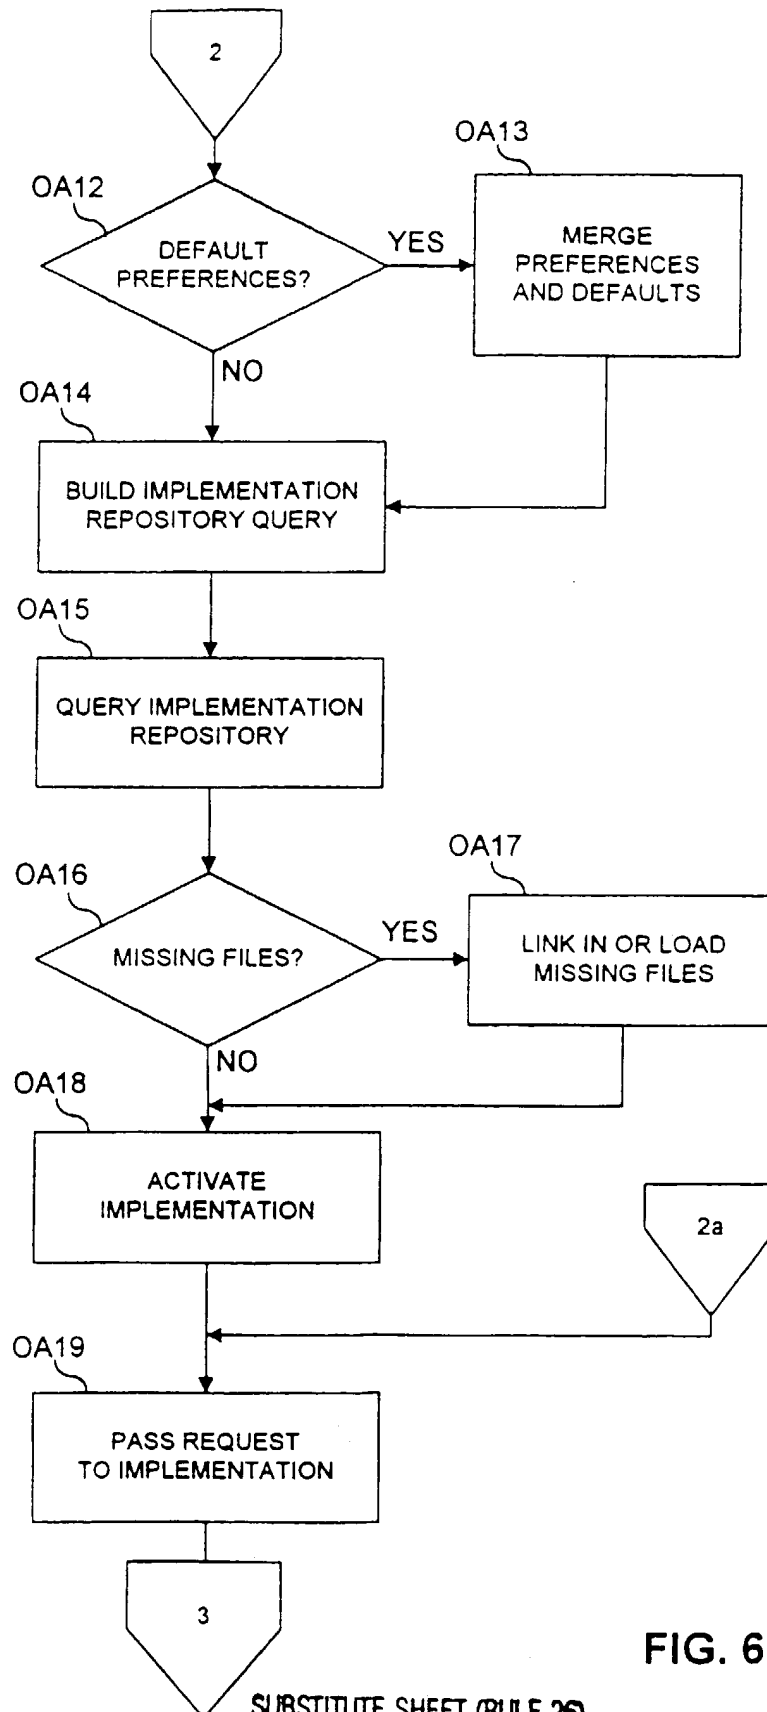 2
OA12
OA13
DEFAULT
PREFERENCES?
YES
MERGE
PREFERENCES
AND DEFAULTS
NO
OA14
BUILD IMPLEMENTATION
REPOSITORY QUERY
OA15
QUERY IMPLEMENTATION
REPOSITORY
OA16
OA17
MISSING FILES?
YES
LINK IN OR LOAD
MISSING FILES
NO
OA18
ACTIVATE
IMPLEMENTATION
2a
OA19
PASS REQUEST
TO IMPLEMENTATION
3
FIG. 6
SUBSTITUTE SHEET (RULE 26)